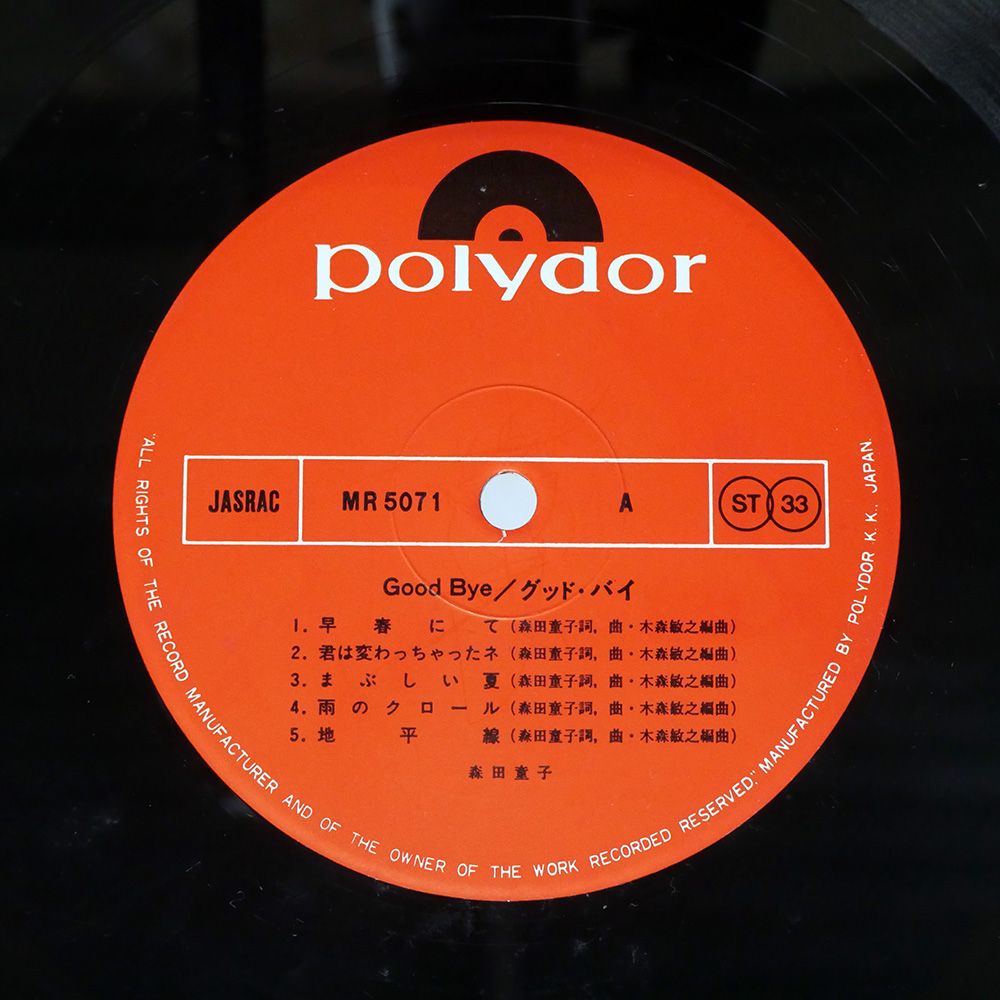 polydor
JASRAC MR 5071 A ST 33
Good Bye／グッド・バイ
1. 早春にて (森田童子詞, 曲・木森敏之編曲)
2. 君は変わっちゃったネ (森田童子詞, 曲・木森敏之編曲)
3. まぶしい夏 (森田童子詞, 曲・木森敏之編曲)
4. 雨のクロール (森田童子詞, 曲・木森敏之編曲)
5. 地平線 (森田童子詞, 曲・木森敏之編曲)
森田童子
"ALL RIGHTS OF THE RECORD MANUFACTURER AND OF THE OWNER OF THE WORK RECORDED RESERVED." MANUFACTURED BY POLYDOR K.K., JAPAN.